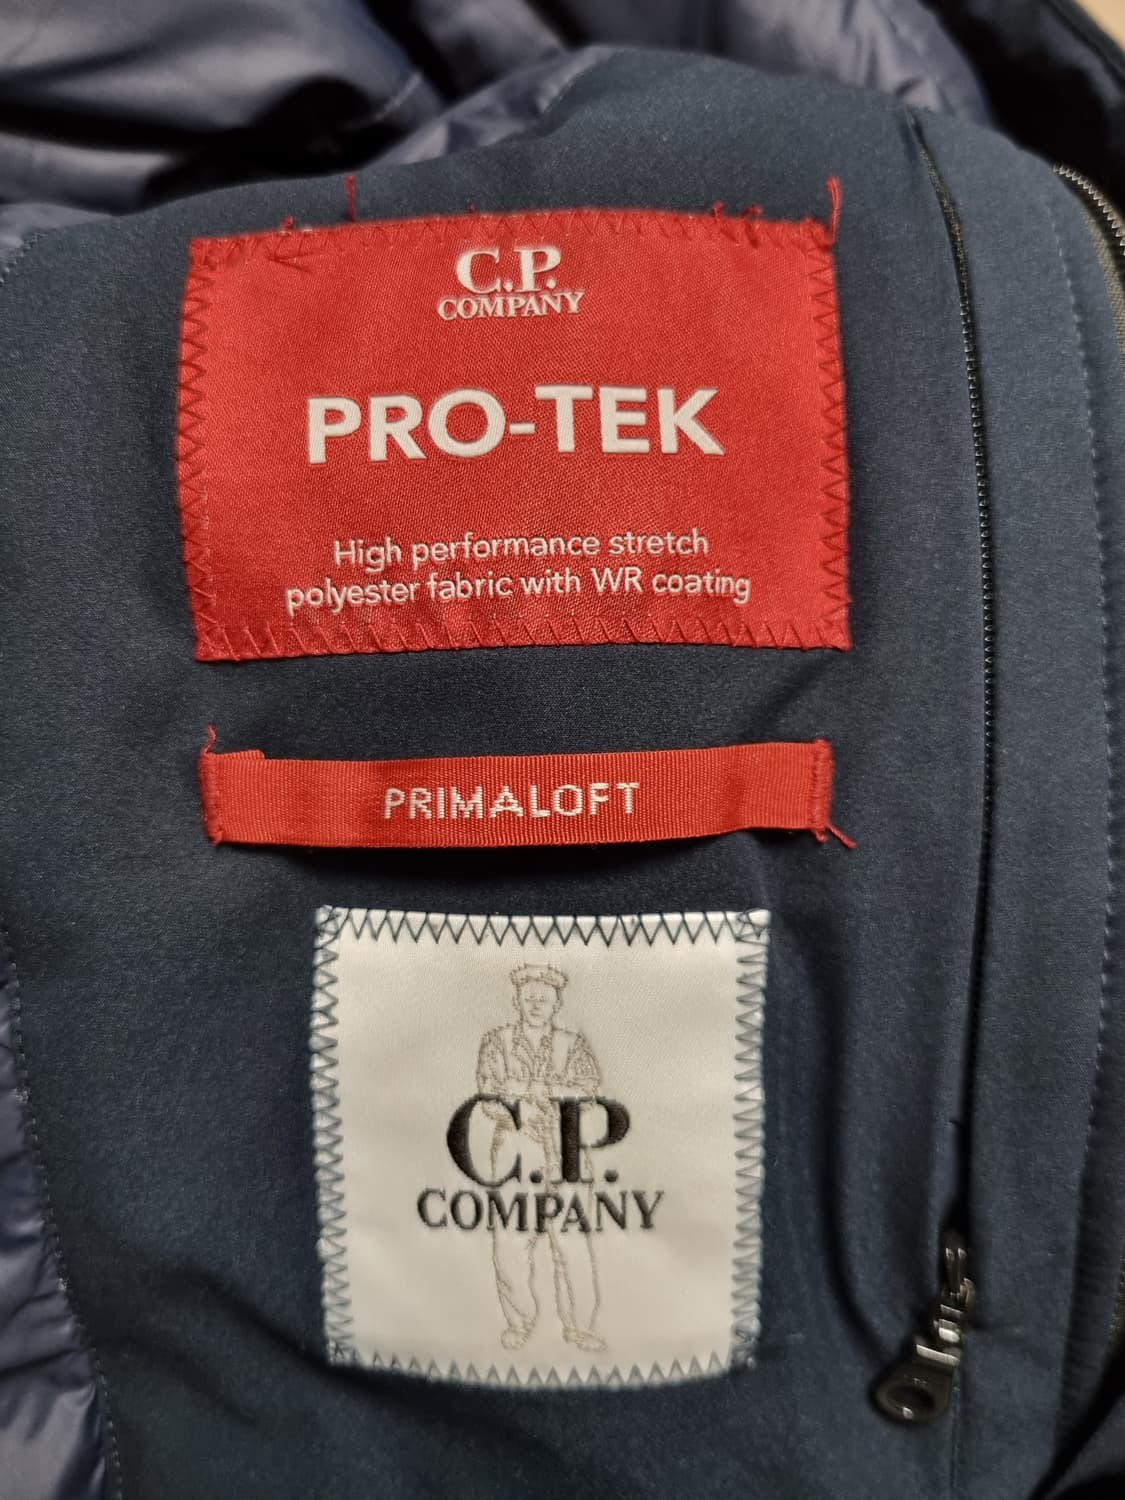 C.P.
COMPANY
PRO-TEK
High performance stretch
polyester fabric with WR coating
PRIMALOFT
C.P.
COMPANY